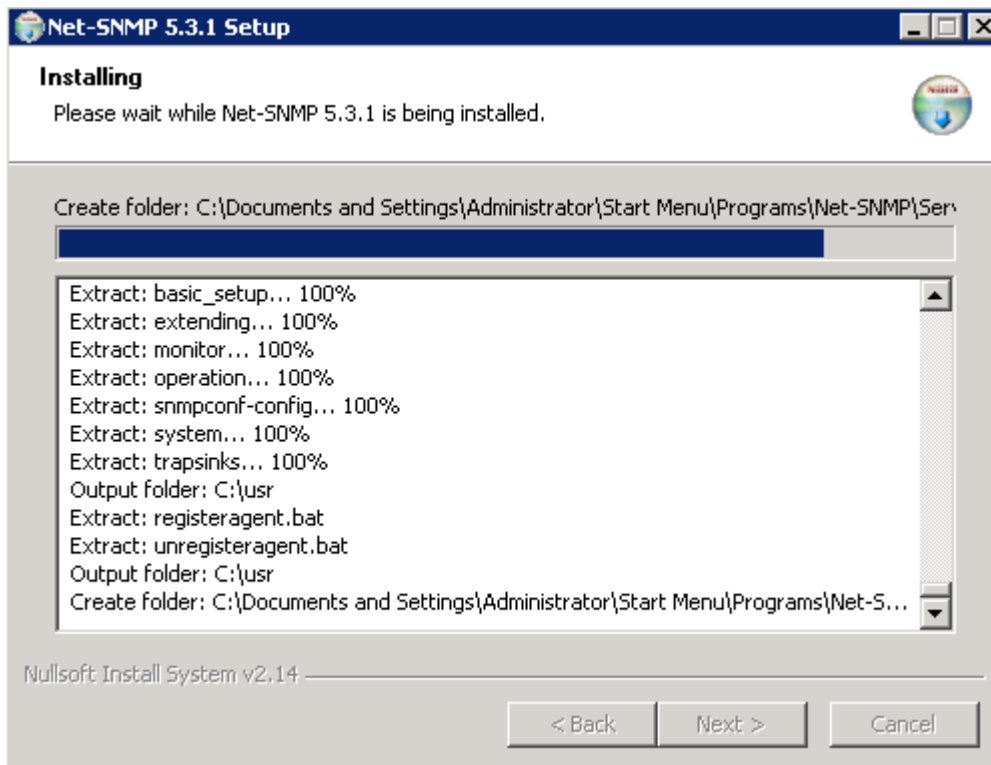 Net-SNMP 5.3.1 Setup
Installing
Please wait while Net-SNMP 5.3.1 is being installed.
Create folder: C:\Documents and Settings\Administrator\Start Menu\Programs\Net-SNMP\Serv
Extract: basic_setup... 100%
Extract: extending... 100%
Extract: monitor... 100%
Extract: operation... 100%
Extract: snmpconf-config... 100%
Extract: system... 100%
Extract: trapsinks... 100%
Output folder: C:\usr
Extract: registeragent.bat
Extract: unregisteragent.bat
Output folder: C:\usr
Create folder: C:\Documents and Settings\Administrator\Start Menu\Programs\Net-S...
Nullsoft Install System v2.14
< Back Next > Cancel